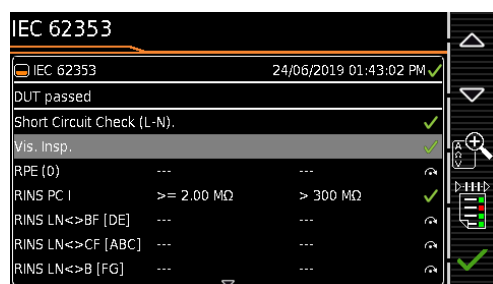 IEC 62353
IEC 62353 24/06/2019 01:43:02 PM
DUT passed
Short Circuit Check (L-N).
Vis. Insp.
RPE (0) --- ---
RINS PC I >= 2.00 MΩ > 300 MΩ
RINS LN<>BF [DE] --- ---
RINS LN<>CF [ABC] --- ---
RINS LN<>B [FG] --- ---